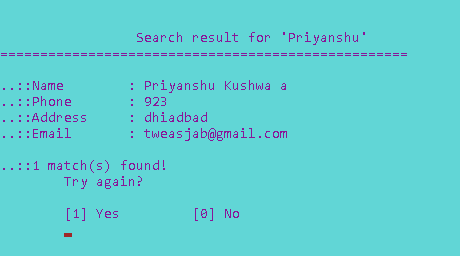 Search result for 'Priyanshu'
===================================================
..::Name        : Priyanshu Kushwa a
..::Phone       : 923
..::Address     : dhiadbad
..::Email       : tweasjab@gmail.com
..::1 match(s) found!
Try again?
[1] Yes         [0] No